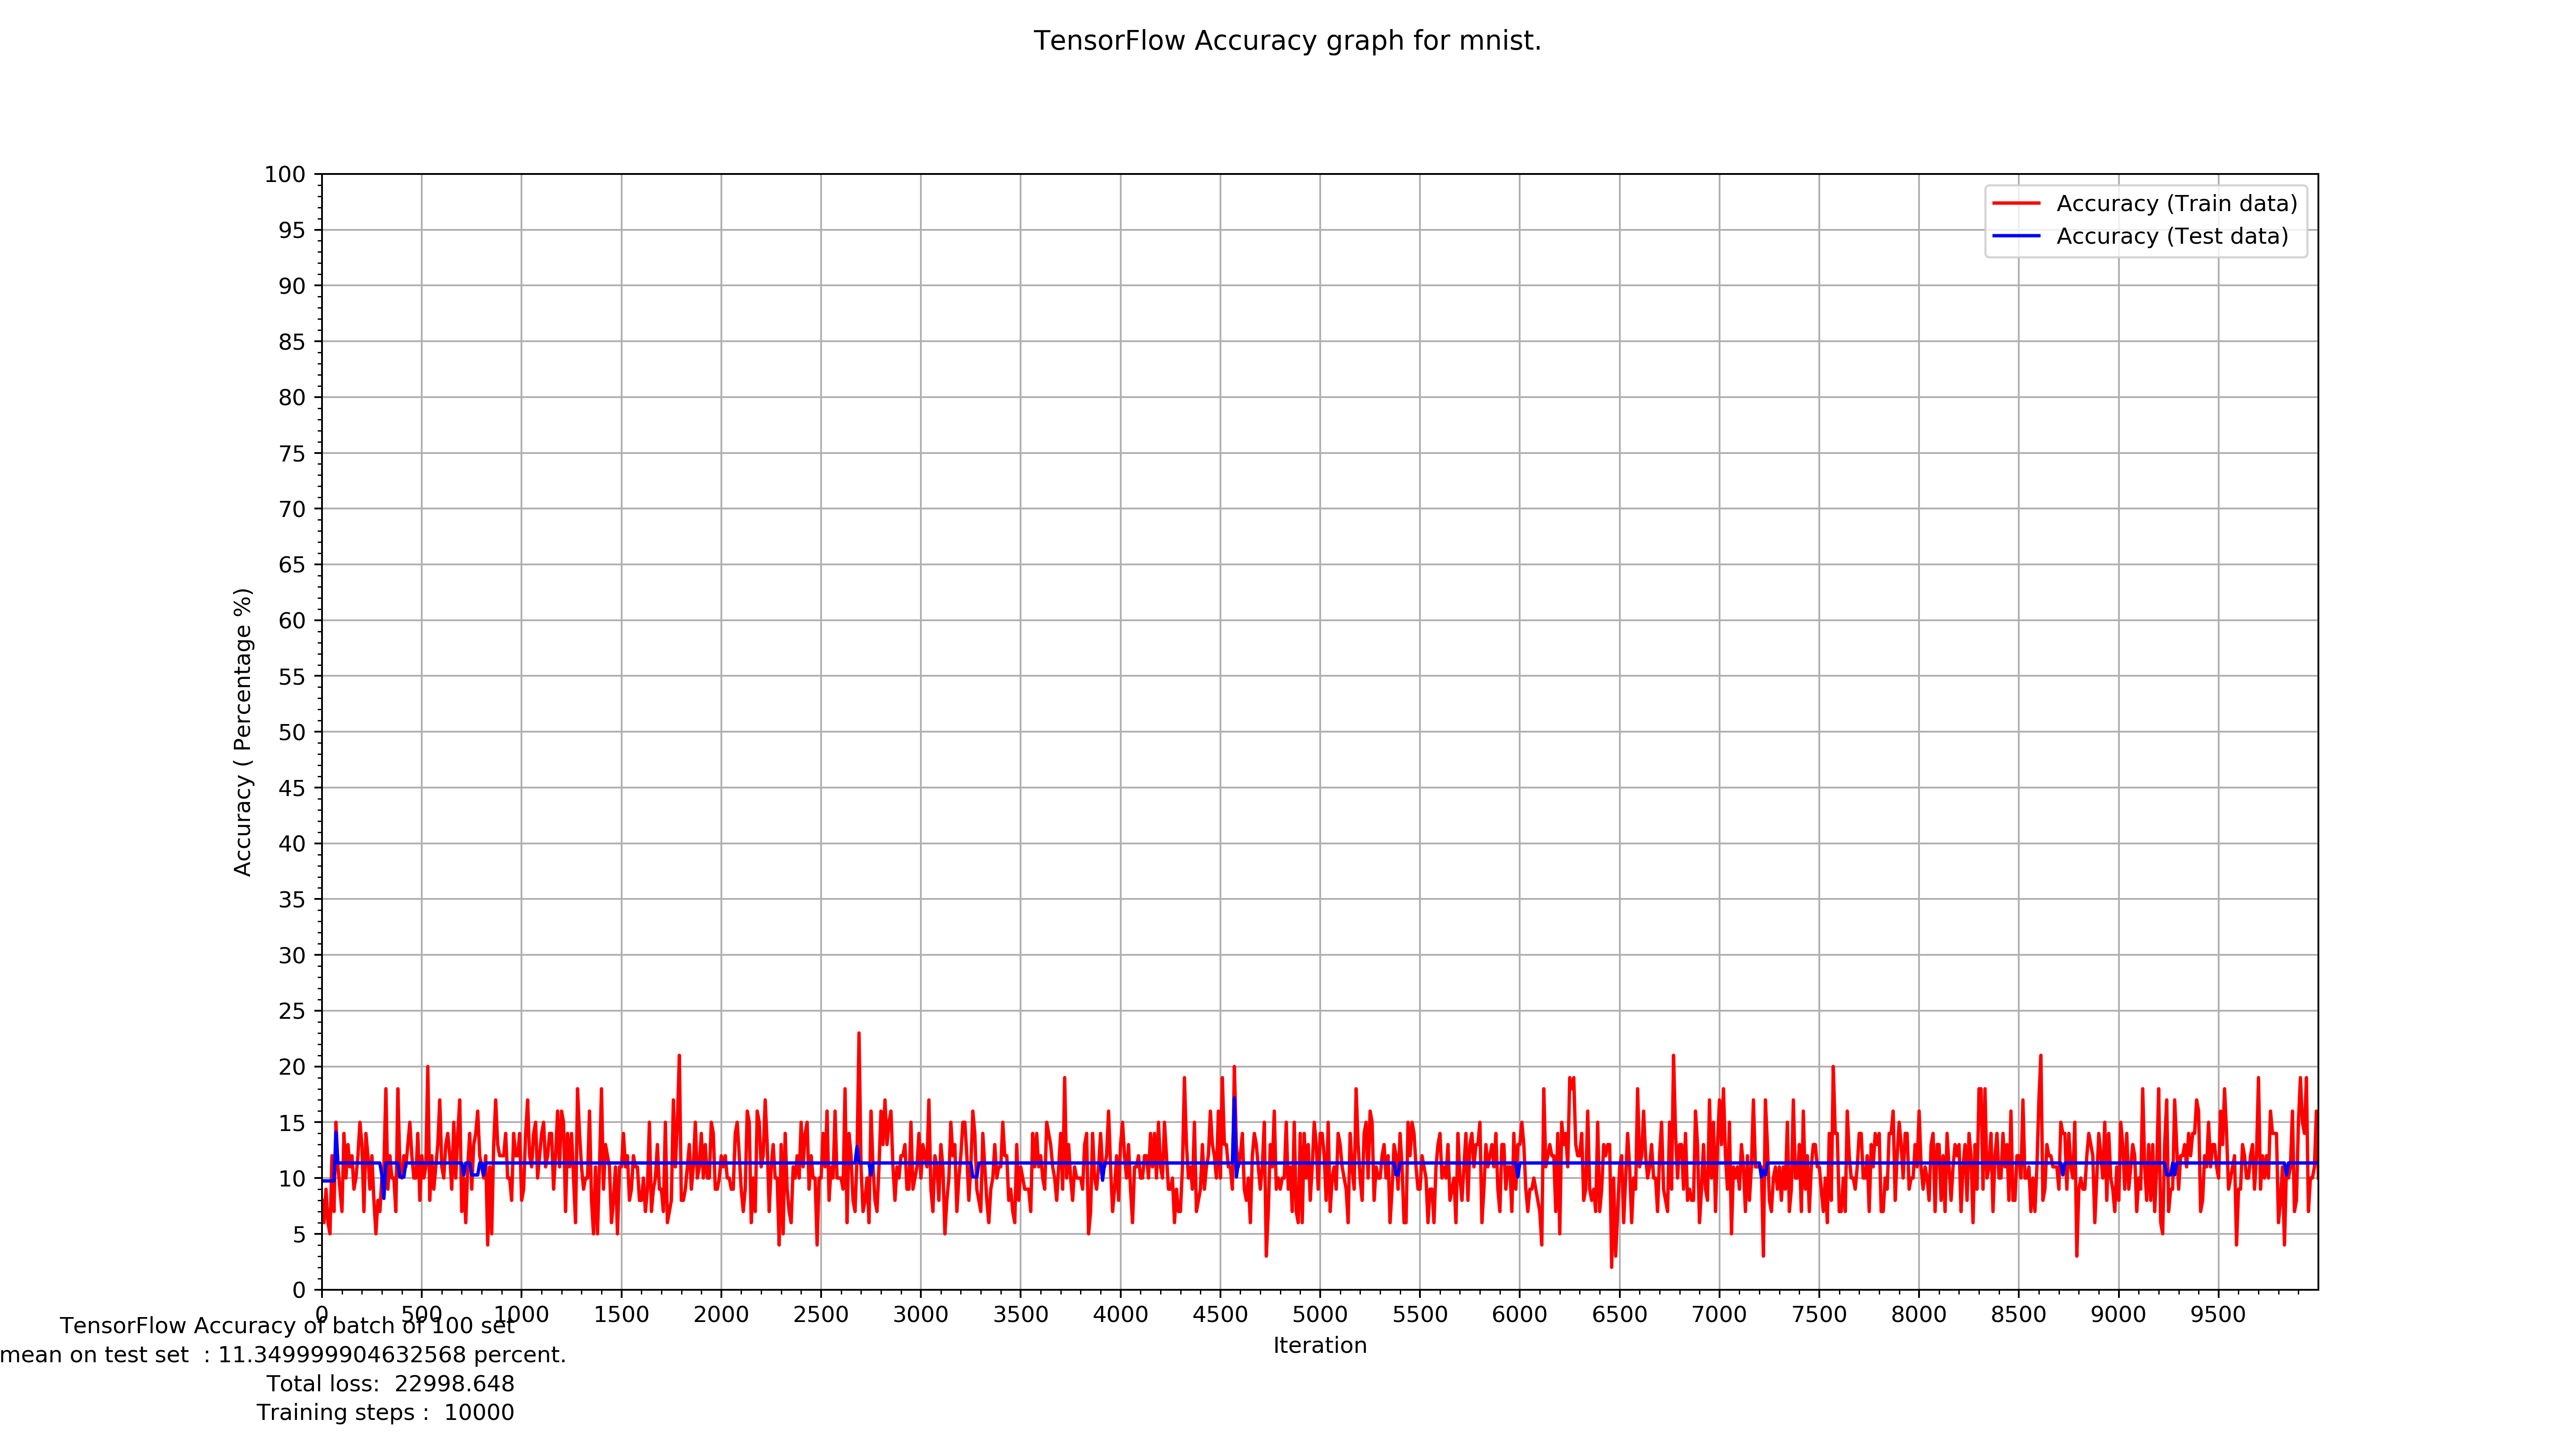 TensorFlow Accuracy graph for mnist.
100
95
90
85
80
75
70
65
60
55
50
45
40
35
30
25
20
15
10
5
0
Accuracy ( Percentage %)
Accuracy (Train data)
Accuracy (Test data)
0 500 1000 1500 2000 2500 3000 3500 4000 4500 5000 5500 6000 6500 7000 7500 8000 8500 9000 9500
Iteration
TensorFlow Accuracy of batch of 100 set
mean on test set  : 11.349999904632568 percent.
Total loss:  22998.648
Training steps :  10000